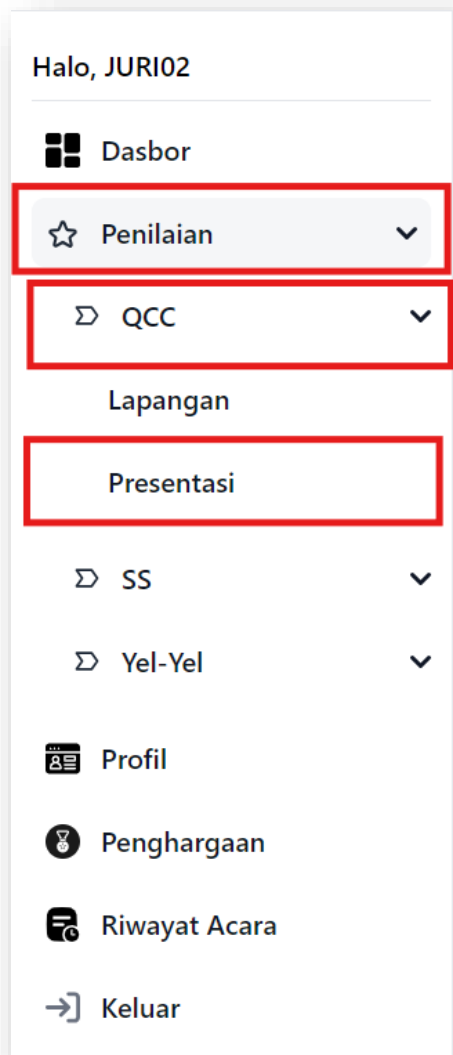 Halo, JURI02
Dasbor
Penilaian
QCC
Lapangan
Presentasi
SS
Yel-Yel
Profil
Penghargaan
Riwayat Acara
Keluar